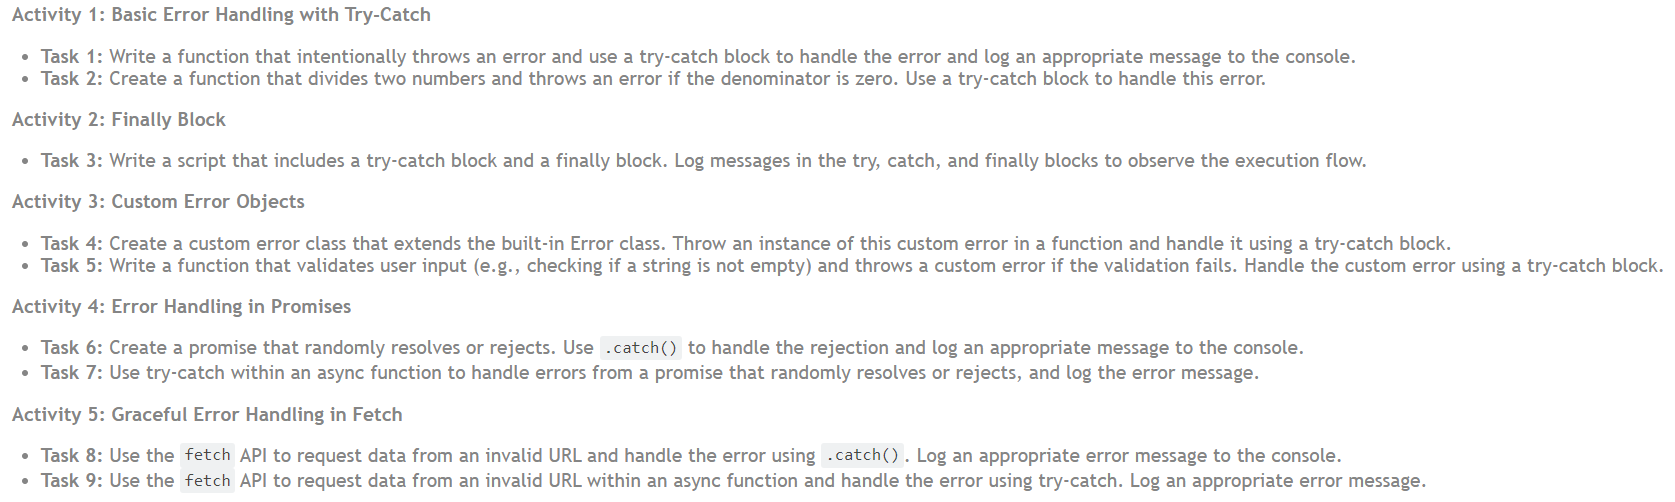 Activity 1: Basic Error Handling with Try-Catch
• Task 1: Write a function that intentionally throws an error and use a try-catch block to handle the error and log an appropriate message to the console.
• Task 2: Create a function that divides two numbers and throws an error if the denominator is zero. Use a try-catch block to handle this error.
Activity 2: Finally Block
• Task 3: Write a script that includes a try-catch block and a finally block. Log messages in the try, catch, and finally blocks to observe the execution flow.
Activity 3: Custom Error Objects
• Task 4: Create a custom error class that extends the built-in Error class. Throw an instance of this custom error in a function and handle it using a try-catch block.
• Task 5: Write a function that validates user input (e.g., checking if a string is not empty) and throws a custom error if the validation fails. Handle the custom error using a try-catch block.
Activity 4: Error Handling in Promises
• Task 6: Create a promise that randomly resolves or rejects. Use .catch() to handle the rejection and log an appropriate message to the console.
• Task 7: Use try-catch within an async function to handle errors from a promise that randomly resolves or rejects, and log the error message.
Activity 5: Graceful Error Handling in Fetch
• Task 8: Use the fetch API to request data from an invalid URL and handle the error using .catch(). Log an appropriate error message to the console.
• Task 9: Use the fetch API to request data from an invalid URL within an async function and handle the error using try-catch. Log an appropriate error message.